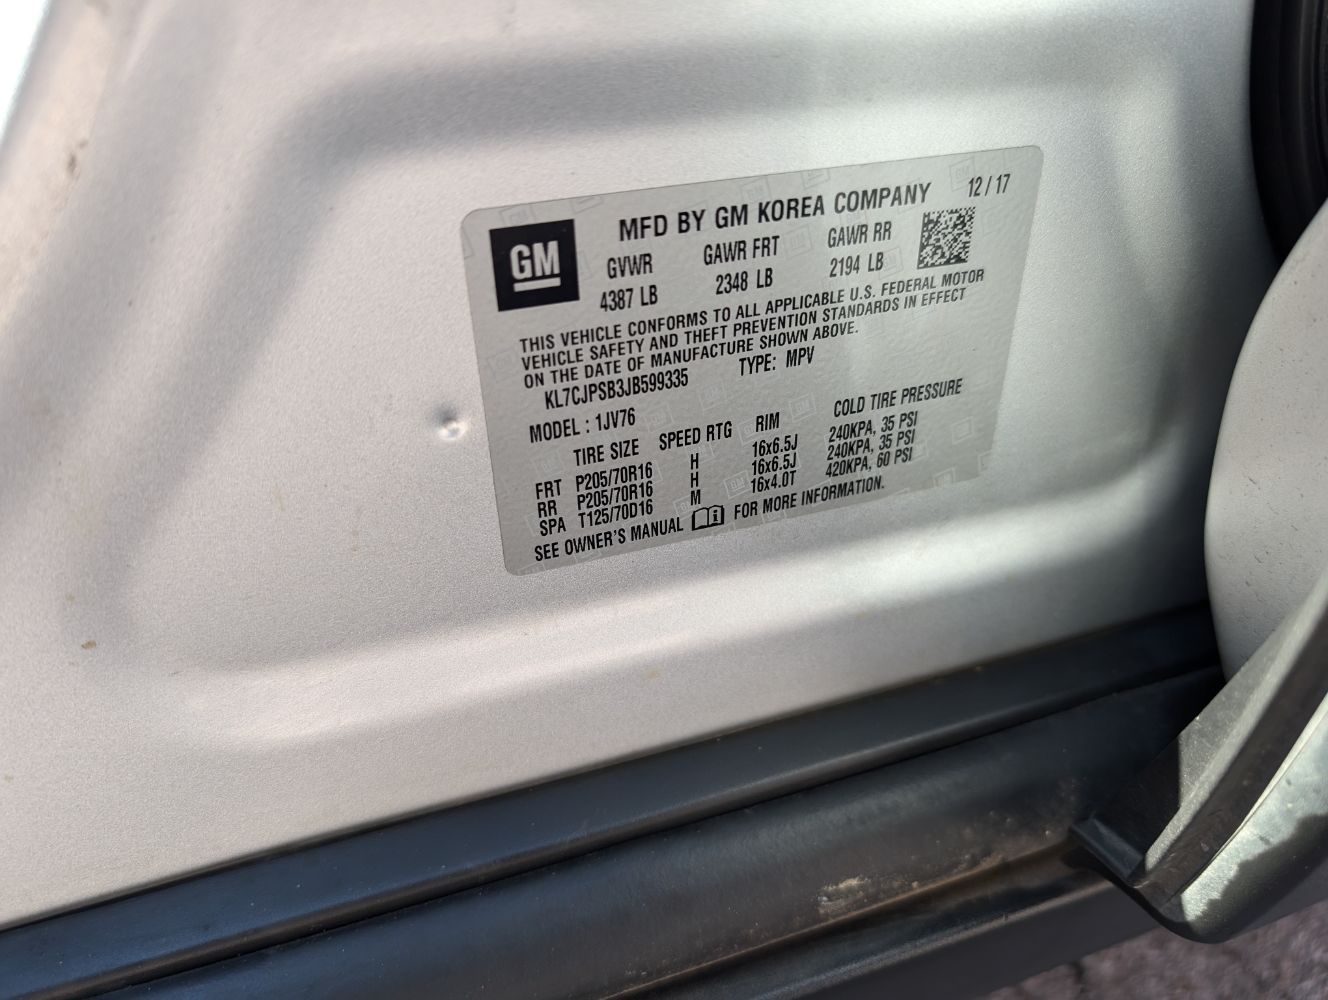 GM
MFD BY GM KOREA COMPANY 12 / 17
GVWR GAWR FRT GAWR RR
4387 LB 2348 LB 2194 LB
THIS VEHICLE CONFORMS TO ALL APPLICABLE U.S. FEDERAL MOTOR
VEHICLE SAFETY AND THEFT PREVENTION STANDARDS IN EFFECT
ON THE DATE OF MANUFACTURE SHOWN ABOVE.
KL7CJPSB3JB599335 TYPE: MPV
MODEL : 1JV76
TIRE SIZE SPEED RTG RIM COLD TIRE PRESSURE
FRT P205/70R16 H 16x6.5J 240KPA, 35 PSI
RR P205/70R16 H 16x6.5J 240KPA, 35 PSI
SPA T125/70D16 M 16x4.0T 420KPA, 60 PSI
SEE OWNER'S MANUAL FOR MORE INFORMATION.